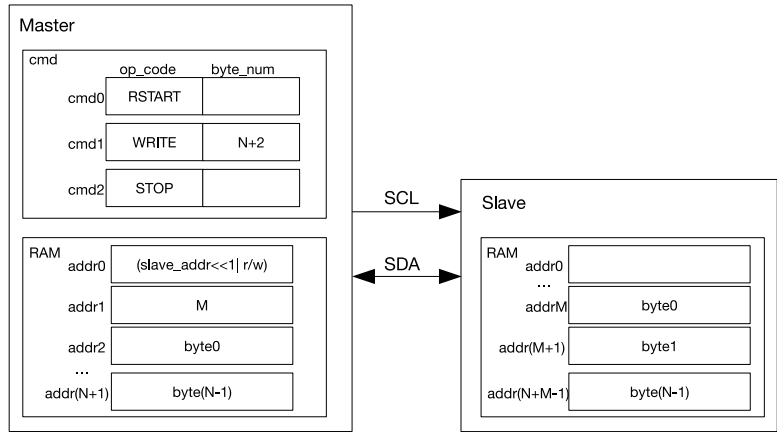 Master
cmd
op_code byte_num
cmd0 RSTART
cmd1 WRITE N+2
cmd2 STOP
RAM
addr0 (slave_addr<<1| r/w)
addr1 M
addr2 byte0
...
addr(N+1) byte(N-1)
SCL
SDA
Slave
RAM
addr0
...
addrM byte0
addr(M+1) byte1
addr(N+M-1) byte(N-1)